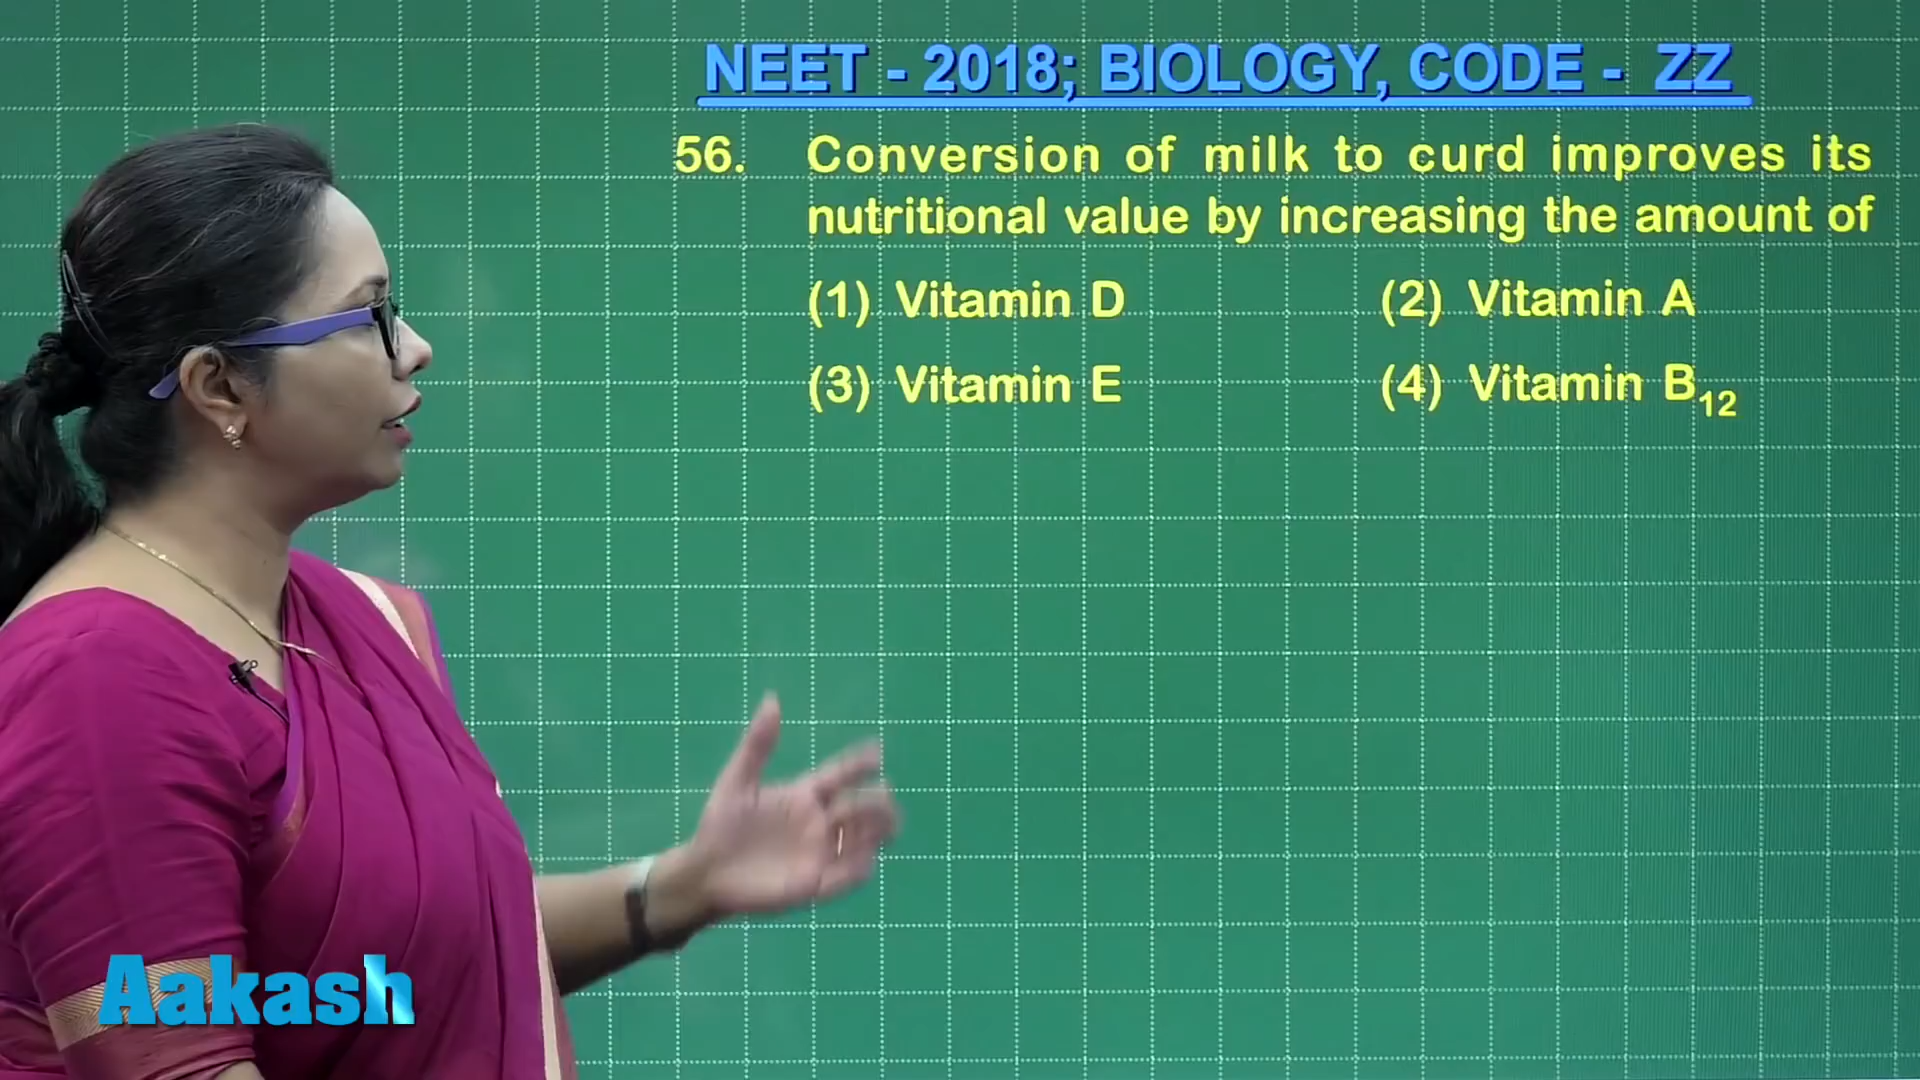 NEET - 2018; BIOLOGY, CODE - ZZ
56. Conversion of milk to curd improves its
nutritional value by increasing the amount of
(1) Vitamin D (2) Vitamin A
(3) Vitamin E (4) Vitamin B₁₂
Aakash